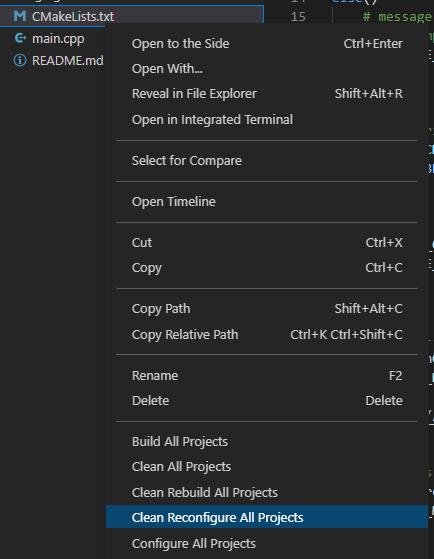 else()
CMakeLists.txt
15 # message
main.cpp
README.md
Open to the Side Ctrl+Enter
Open With...
Reveal in File Explorer Shift+Alt+R
Open in Integrated Terminal
Select for Compare
Open Timeline
Cut Ctrl+X
Copy Ctrl+C
Copy Path Shift+Alt+C
Copy Relative Path Ctrl+K Ctrl+Shift+C
Rename F2
Delete Delete
Build All Projects
Clean All Projects
Clean Rebuild All Projects
Clean Reconfigure All Projects
Configure All Projects